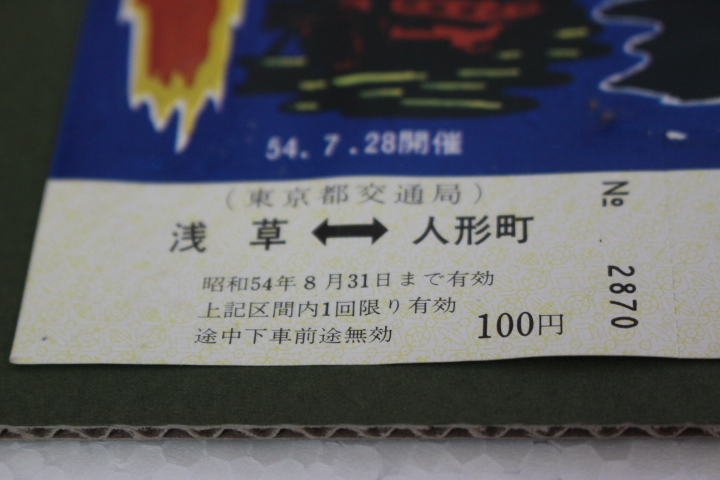 54.7.28開催
(東京都交通局)
浅草 ⟷ 人形町
昭和54年8月31日まで有効
上記区間内1回限り有効
途中下車前途無効
100円
№ 2870